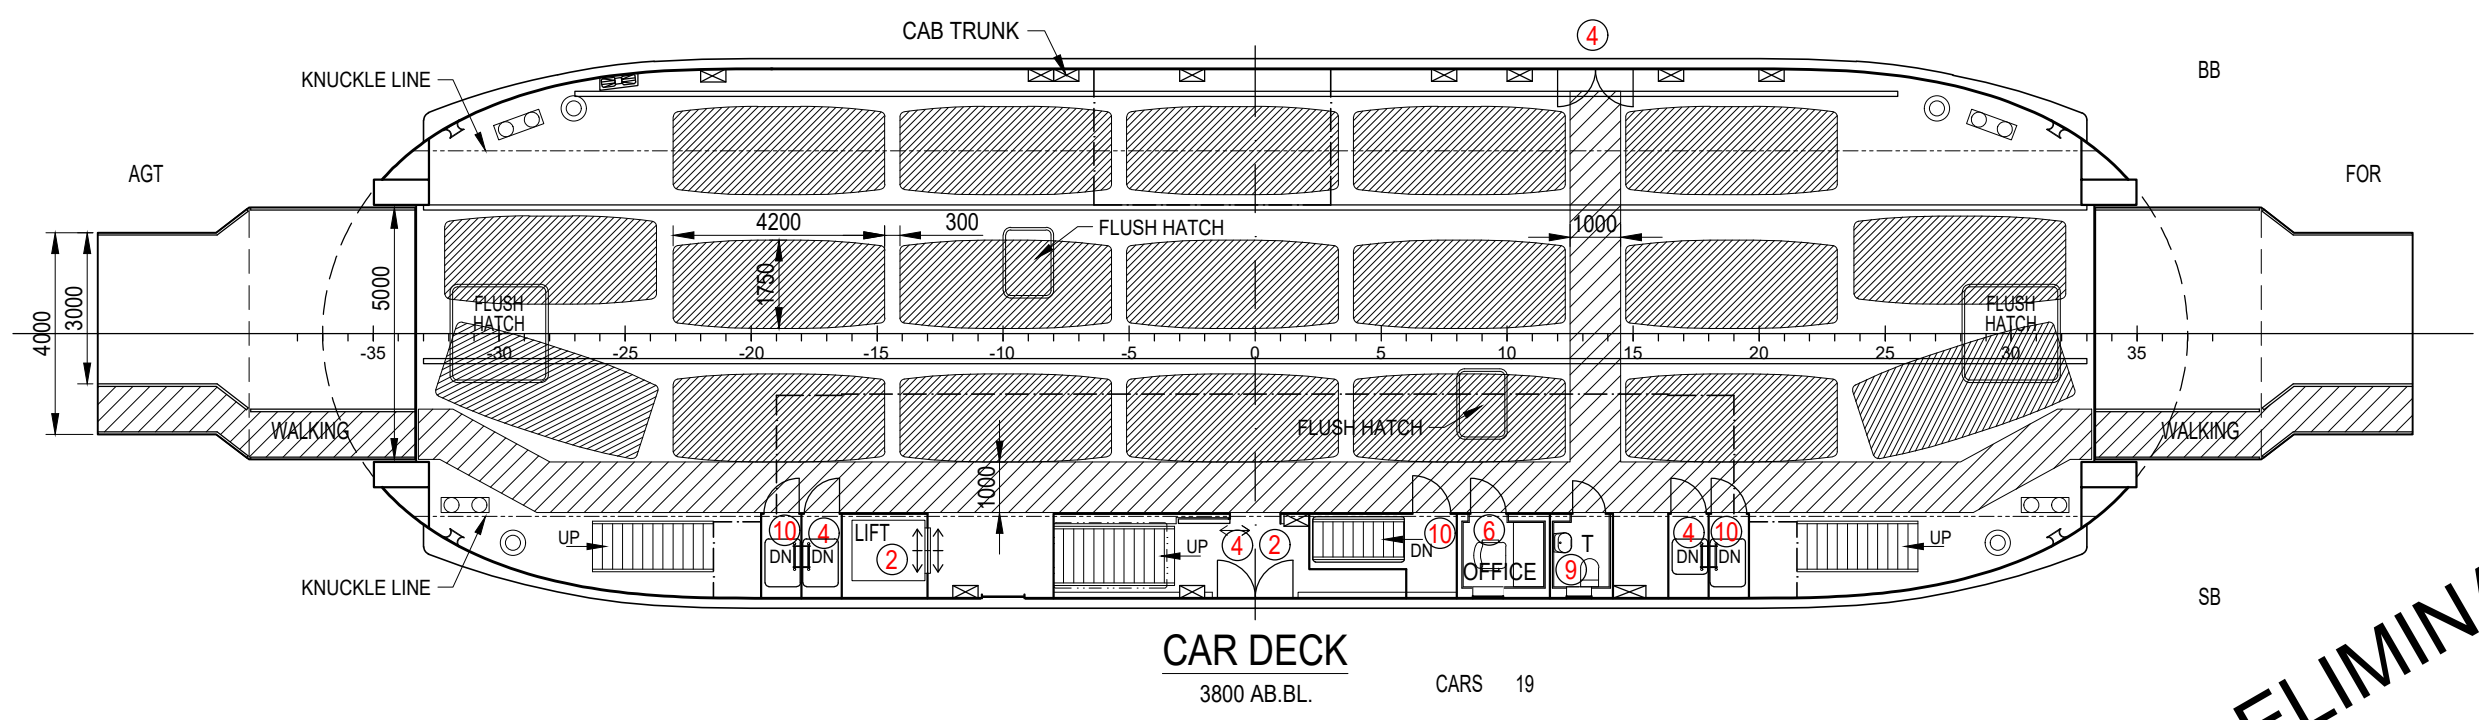 CAB TRUNK
4
KNUCKLE LINE
BB
AGT
FOR
4200
300
FLUSH HATCH
1000
1750
5000
3000
4000
FLUSH
HATCH
FLUSH
HATCH
-35
-30
-25
-20
-15
-10
-5
0
5
10
15
20
25
30
35
WALKING
FLUSH HATCH
WALKING
1000
10
4
LIFT
2
4
2
10
6
T
4
10
UP
DN
DN
UP
DN
OFFICE
9
DN
DN
UP
KNUCKLE LINE
SB
CAR DECK
3800 AB.BL.
CARS 19